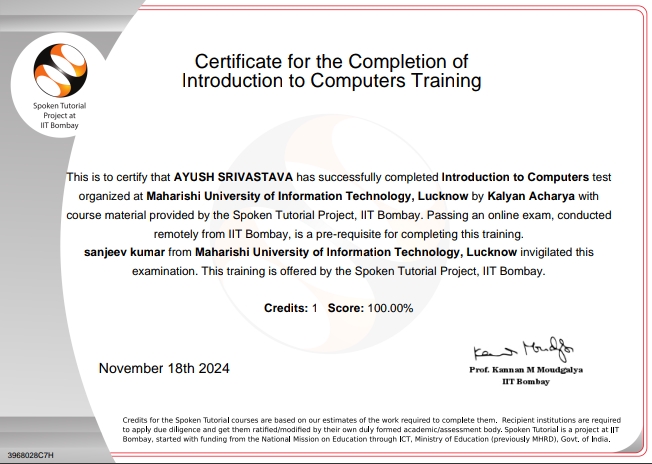 Certificate for the Completion of
Introduction to Computers Training
Spoken Tutorial
Project at
IIT Bombay
This is to certify that AYUSH SRIVASTAVA has successfully completed Introduction to Computers test
organized at Maharishi University of Information Technology, Lucknow by Kalyan Acharya with
course material provided by the Spoken Tutorial Project, IIT Bombay. Passing an online exam, conducted
remotely from IIT Bombay, is a pre-requisite for completing this training.
sanjeev kumar from Maharishi University of Information Technology, Lucknow invigilated this
examination. This training is offered by the Spoken Tutorial Project, IIT Bombay.
Credits: 1 Score: 100.00%
November 18th 2024
Prof. Kannan M Moudgalya
IIT Bombay
Credits for the Spoken Tutorial courses are based on our estimates of the work required to complete them. Recipient institutions are required
to apply due diligence and get them ratified/modified by their own duly formed academic/assessment body. Spoken Tutorial is a project at IIT
Bombay, started with funding from the National Mission on Education through ICT, Ministry of Education (previously MHRD), Govt. of India.
3968028C7H